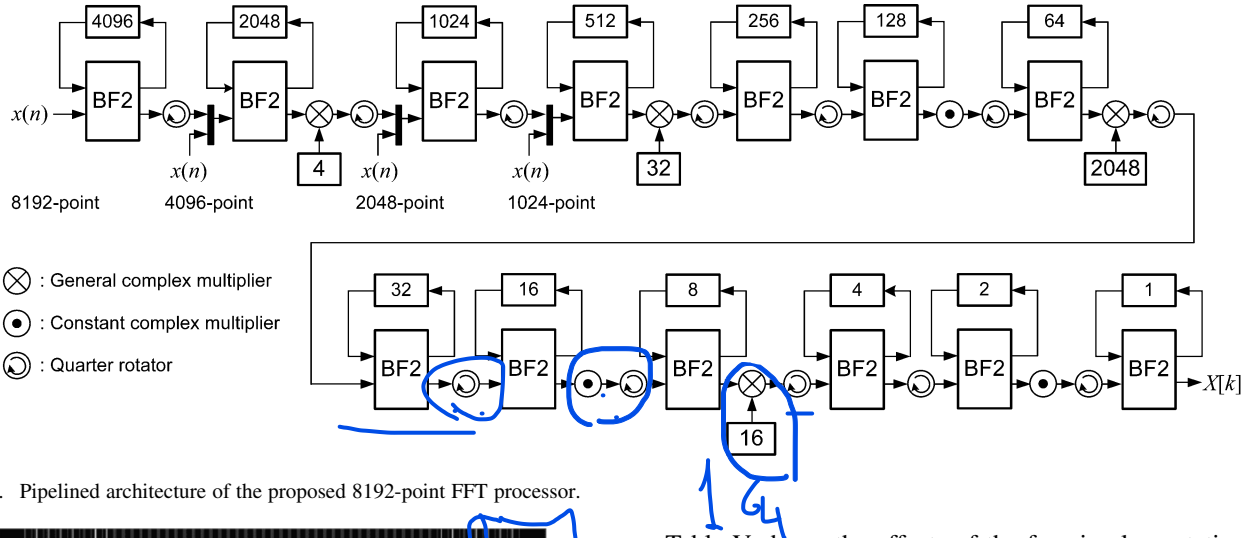 4096 2048 1024 512 256 128 64
x(n) BF2 BF2 BF2 BF2 BF2 BF2 BF2
x(n) 4 x(n) x(n) 32 2048
8192-point 4096-point 2048-point 1024-point
: General complex multiplier
: Constant complex multiplier
: Quarter rotator
32 16 8 4 2 1
BF2 BF2 BF2 BF2 BF2 BF2 X[k]
16
. Pipelined architecture of the proposed 8192-point FFT processor.
1 64